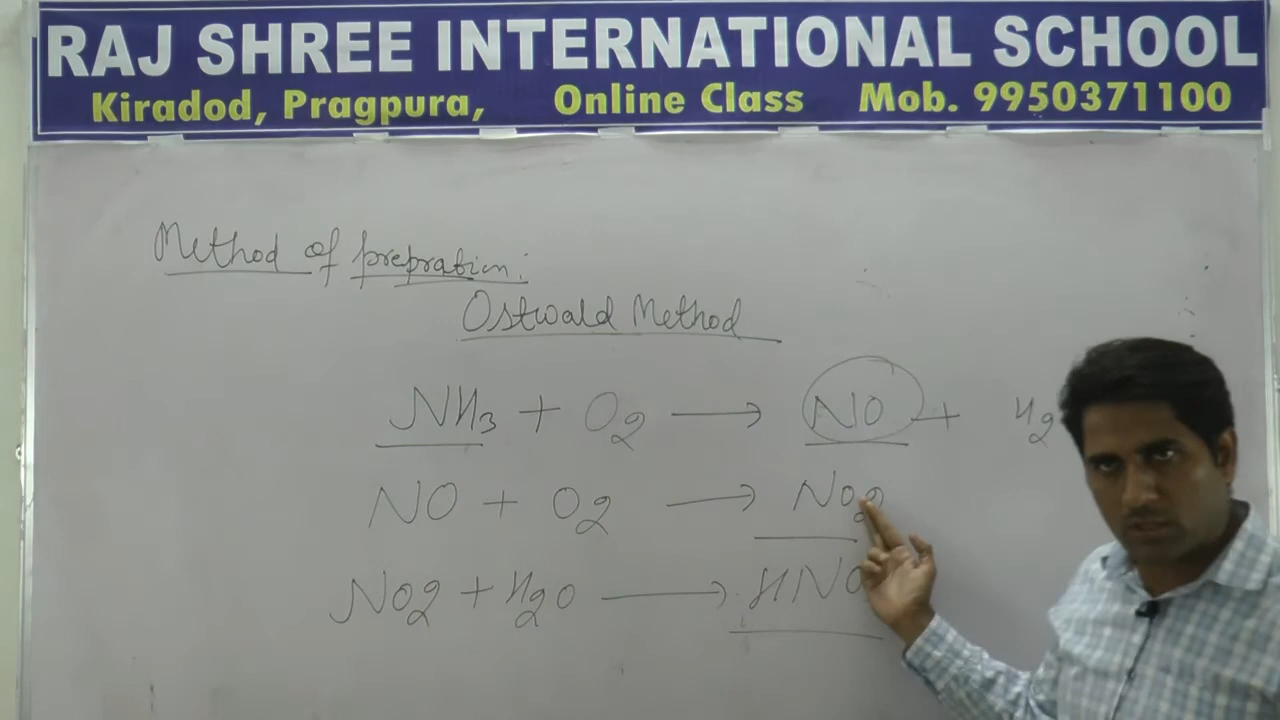 RAJ SHREE INTERNATIONAL SCHOOL
Kiradod, Pragpura, Online Class Mob. 9950371100
Method of prepration:
Ostwald Method
NH3 + O2 → NO + H2
NO + O2 → NO2
NO2 + H2O → HNO